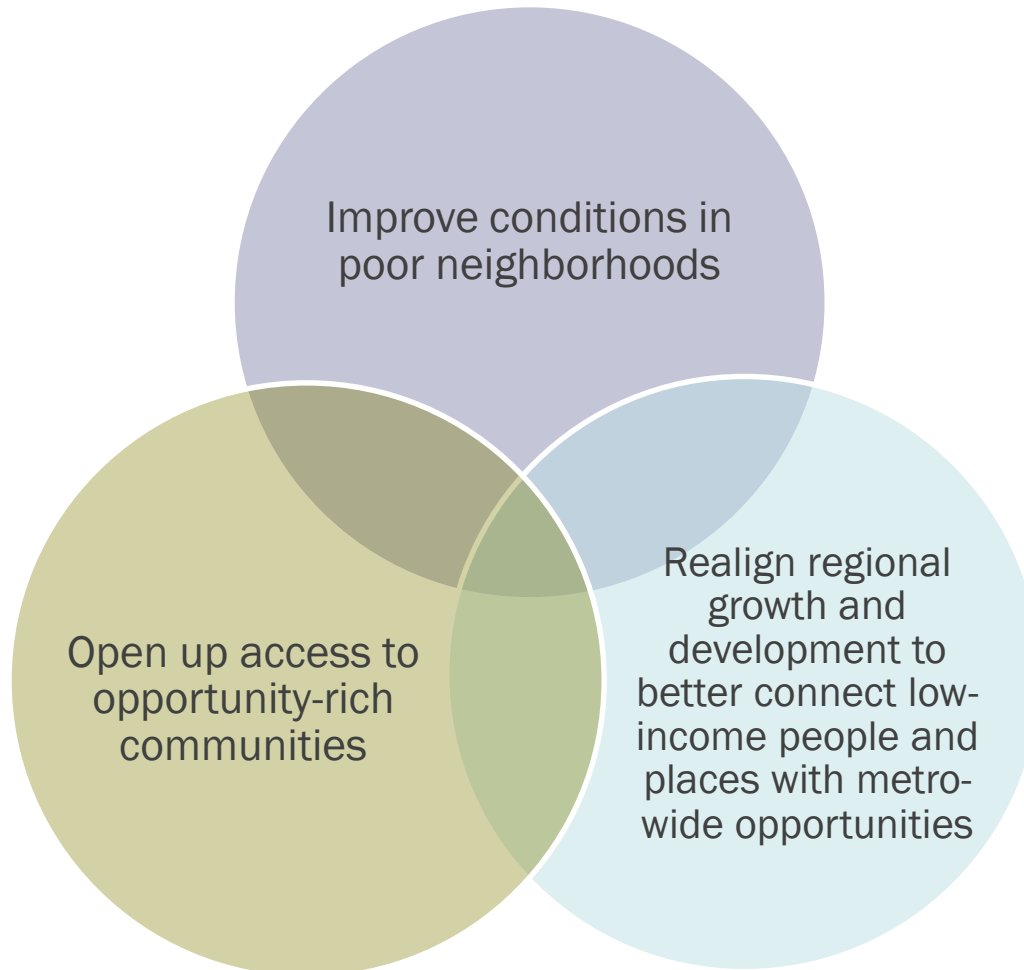 Improve conditions in
poor neighborhoods
Open up access to
opportunity-rich
communities
Realign regional
growth and
development to
better connect low-
income people and
places with metro-
wide opportunities